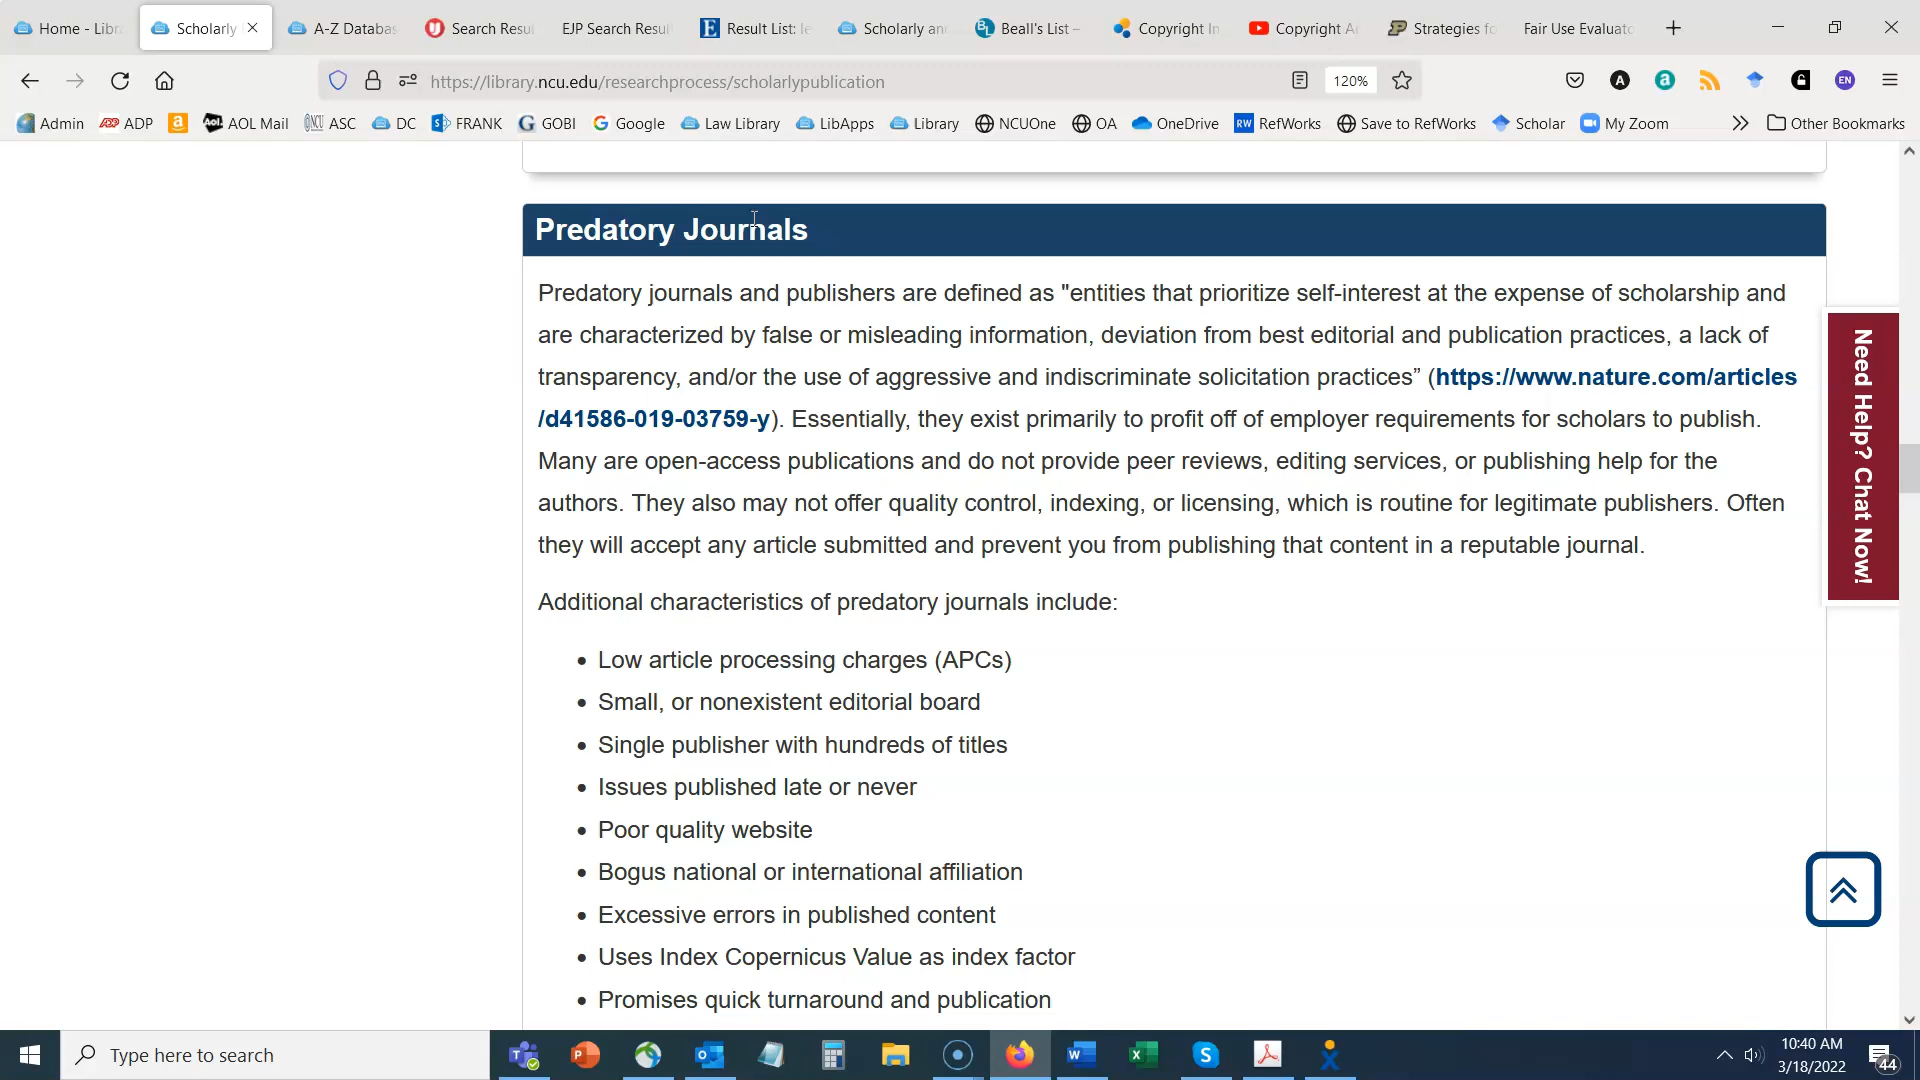 Home - Libr
Scholarly
A-Z Databas
Search Resu
EJP Search Resul
Result List: le
Scholarly an
Beall's List –
Copyright In
Copyright A
Strategies fo
Fair Use Evaluato
https://library.ncu.edu/researchprocess/scholarlypublication
120%
A
a
EN
Admin
ADP
AOL Mail
ASC
DC
FRANK
GOBI
Google
Law Library
LibApps
Library
NCUOne
OA
OneDrive
RefWorks
Save to RefWorks
Scholar
My Zoom
Other Bookmarks
Predatory Journals
Predatory journals and publishers are defined as "entities that prioritize self-interest at the expense of scholarship and
are characterized by false or misleading information, deviation from best editorial and publication practices, a lack of
transparency, and/or the use of aggressive and indiscriminate solicitation practices” (https://www.nature.com/articles
/d41586-019-03759-y). Essentially, they exist primarily to profit off of employer requirements for scholars to publish.
Many are open-access publications and do not provide peer reviews, editing services, or publishing help for the
authors. They also may not offer quality control, indexing, or licensing, which is routine for legitimate publishers. Often
they will accept any article submitted and prevent you from publishing that content in a reputable journal.
Additional characteristics of predatory journals include:
• Low article processing charges (APCs)
• Small, or nonexistent editorial board
• Single publisher with hundreds of titles
• Issues published late or never
• Poor quality website
• Bogus national or international affiliation
• Excessive errors in published content
• Uses Index Copernicus Value as index factor
• Promises quick turnaround and publication
Need Help? Chat Now!
Type here to search
10:40 AM
3/18/2022
44